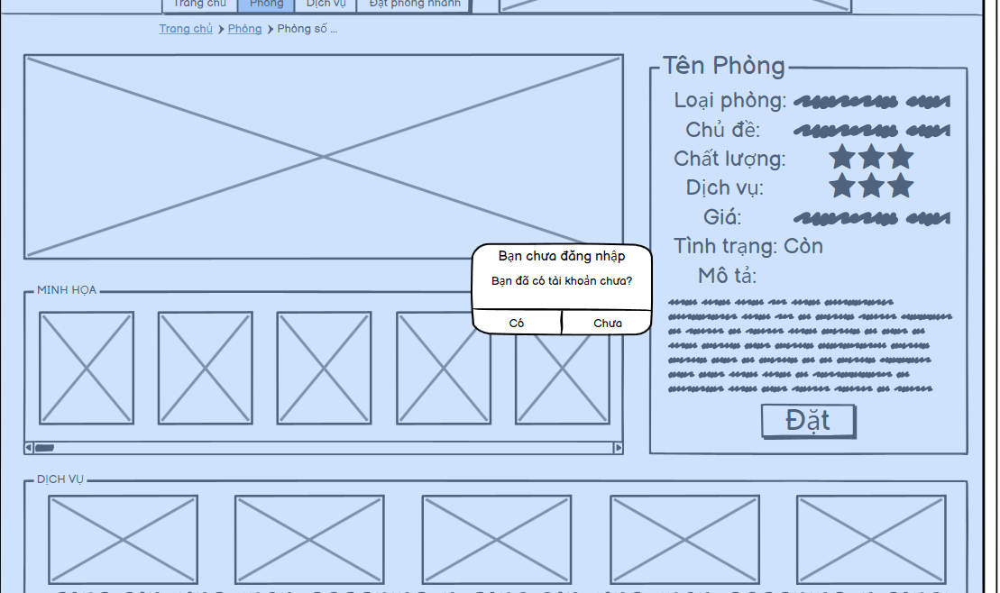 Trang chủ Phòng Dịch vụ Đặt phòng nhanh
Trang chủ Phòng Phòng số ...
Tên Phòng
Loại phòng:
Chủ đề:
Chất lượng:
Dịch vụ:
Giá:
Tình trạng: Còn
Mô tả:
Đặt
Bạn chưa đăng nhập
Bạn đã có tài khoản chưa?
Có Chưa
MINH HỌA
DỊCH VỤ